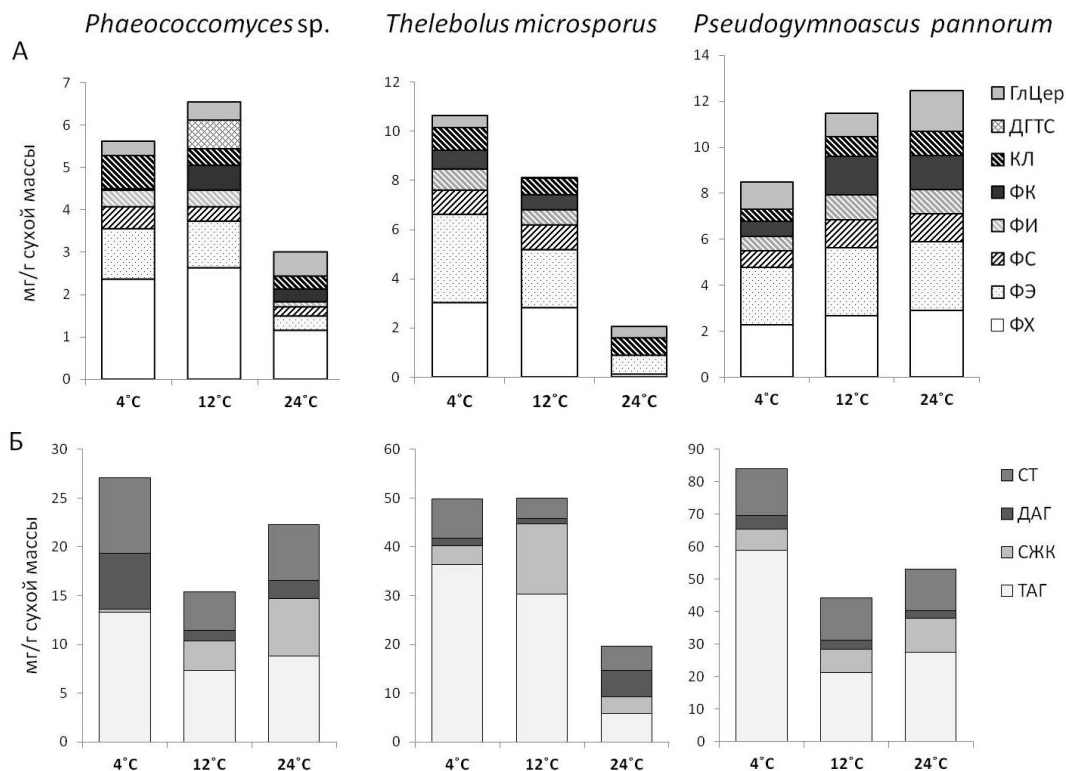 Phaeococcomyces sp.
Thelebolus microsporus
Pseudogymnoascus pannorum
А
мг/г сухой массы
7
6
5
4
3
2
1
0
4˚C
12˚C
24˚C
12
10
8
6
4
2
0
4˚C
12˚C
24˚C
14
12
10
8
6
4
2
0
4˚C
12˚C
24˚C
ГлЦер
ДГТС
КЛ
ФК
ФИ
ФС
ФЭ
ФХ
Б
мг/г сухой массы
30
25
20
15
10
5
0
4˚C
12˚C
24˚C
60
50
40
30
20
10
0
4˚C
12˚C
24˚C
90
80
70
60
50
40
30
20
10
0
4˚C
12˚C
24˚C
СТ
ДАГ
СЖК
ТАГ